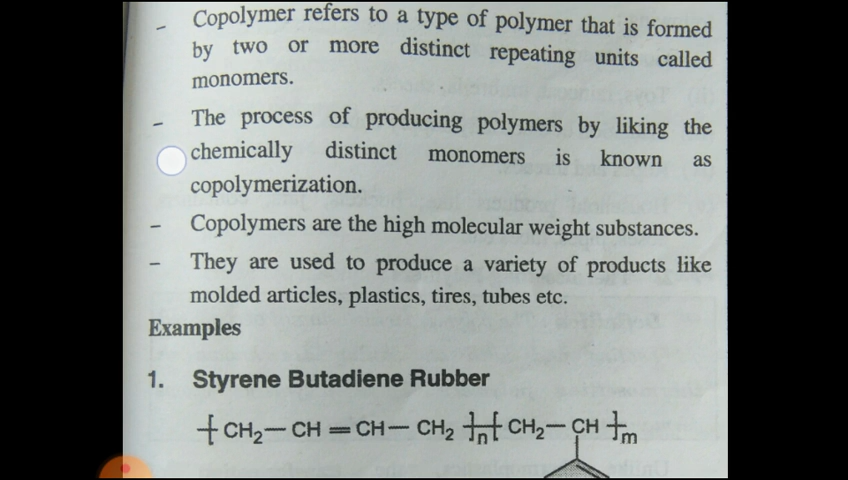 - Copolymer refers to a type of polymer that is formed
by two or more distinct repeating units called
monomers.
- The process of producing polymers by liking the
chemically distinct monomers is known as
copolymerization.
- Copolymers are the high molecular weight substances.
- They are used to produce a variety of products like
molded articles, plastics, tires, tubes etc.
Examples
1. Styrene Butadiene Rubber
-[CH₂—CH=CH—CH₂]ₙ-[CH₂—CH]ₘ